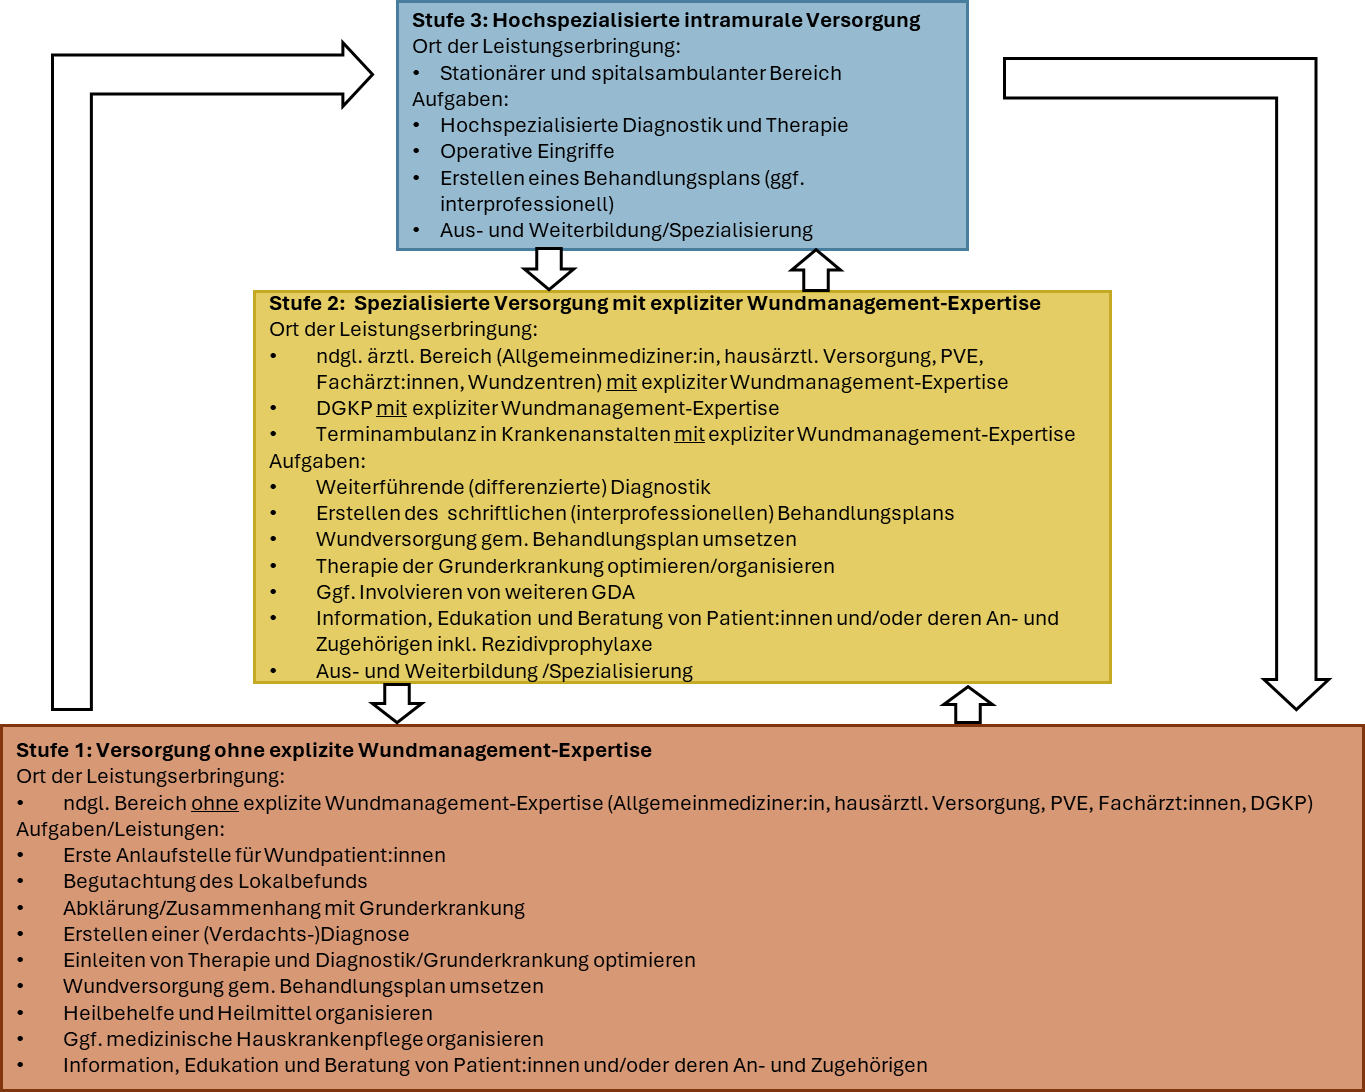 Stufe 3: Hochspezialisierte intramurale Versorgung
Ort der Leistungserbringung:
• Stationärer und spitalsambulanter Bereich
Aufgaben:
• Hochspezialisierte Diagnostik und Therapie
• Operative Eingriffe
• Erstellen eines Behandlungsplans (ggf.
interprofessionell)
• Aus- und Weiterbildung/Spezialisierung
Stufe 2: Spezialisierte Versorgung mit expliziter Wundmanagement-Expertise
Ort der Leistungserbringung:
• ndgl. ärztl. Bereich (Allgemeinmediziner:in, hausärztl. Versorgung, PVE,
Fachärzt:innen, Wundzentren) mit expliziter Wundmanagement-Expertise
• DGKP mit expliziter Wundmanagement-Expertise
• Terminambulanz in Krankenanstalten mit expliziter Wundmanagement-Expertise
Aufgaben:
• Weiterführende (differenzierte) Diagnostik
• Erstellen des schriftlichen (interprofessionellen) Behandlungsplans
• Wundversorgung gem. Behandlungsplan umsetzen
• Therapie der Grunderkrankung optimieren/organisieren
• Ggf. Involvieren von weiteren GDA
• Information, Edukation und Beratung von Patient:innen und/oder deren An- und
Zugehörigen inkl. Rezidivprophylaxe
• Aus- und Weiterbildung /Spezialisierung
Stufe 1: Versorgung ohne explizite Wundmanagement-Expertise
Ort der Leistungserbringung:
• ndgl. Bereich ohne explizite Wundmanagement-Expertise (Allgemeinmediziner:in, hausärztl. Versorgung, PVE, Fachärzt:innen, DGKP)
Aufgaben/Leistungen:
• Erste Anlaufstelle für Wundpatient:innen
• Begutachtung des Lokalbefunds
• Abklärung/Zusammenhang mit Grunderkrankung
• Erstellen einer (Verdachts-)Diagnose
• Einleiten von Therapie und Diagnostik/Grunderkrankung optimieren
• Wundversorgung gem. Behandlungsplan umsetzen
• Heilbehelfe und Heilmittel organisieren
• Ggf. medizinische Hauskrankenpflege organisieren
• Information, Edukation und Beratung von Patient:innen und/oder deren An- und Zugehörigen